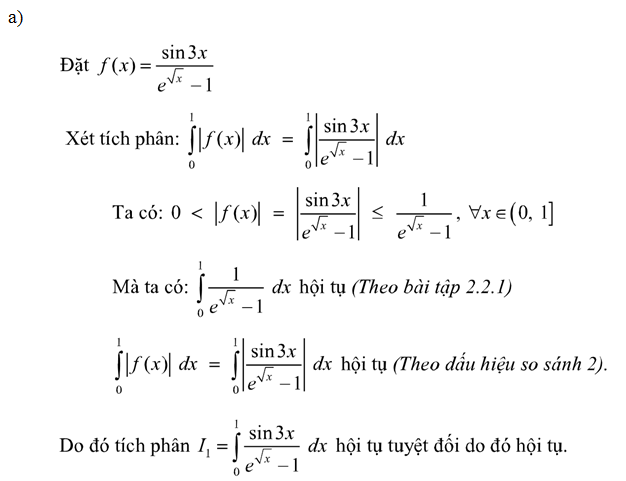 a)
Đặt f(x) = \frac{\sin 3x}{e^{\sqrt{x}} - 1}
Xét tích phân: \int_0^1 |f(x)| dx = \int_0^1 \left| \frac{\sin 3x}{e^{\sqrt{x}} - 1} \right| dx
Ta có: 0 < |f(x)| = \left| \frac{\sin 3x}{e^{\sqrt{x}} - 1} \right| ≤ \frac{1}{e^{\sqrt{x}} - 1}, ∀x ∈ (0, 1]
Mà ta có: \int_0^1 \frac{1}{e^{\sqrt{x}} - 1} dx hội tụ (Theo bài tập 2.2.1)
\int_0^1 |f(x)| dx = \int_0^1 \left| \frac{\sin 3x}{e^{\sqrt{x}} - 1} \right| dx hội tụ (Theo dấu hiệu so sánh 2).
Do đó tích phân I_1 = \int_0^1 \frac{\sin 3x}{e^{\sqrt{x}} - 1} dx hội tụ tuyệt đối do đó hội tụ.